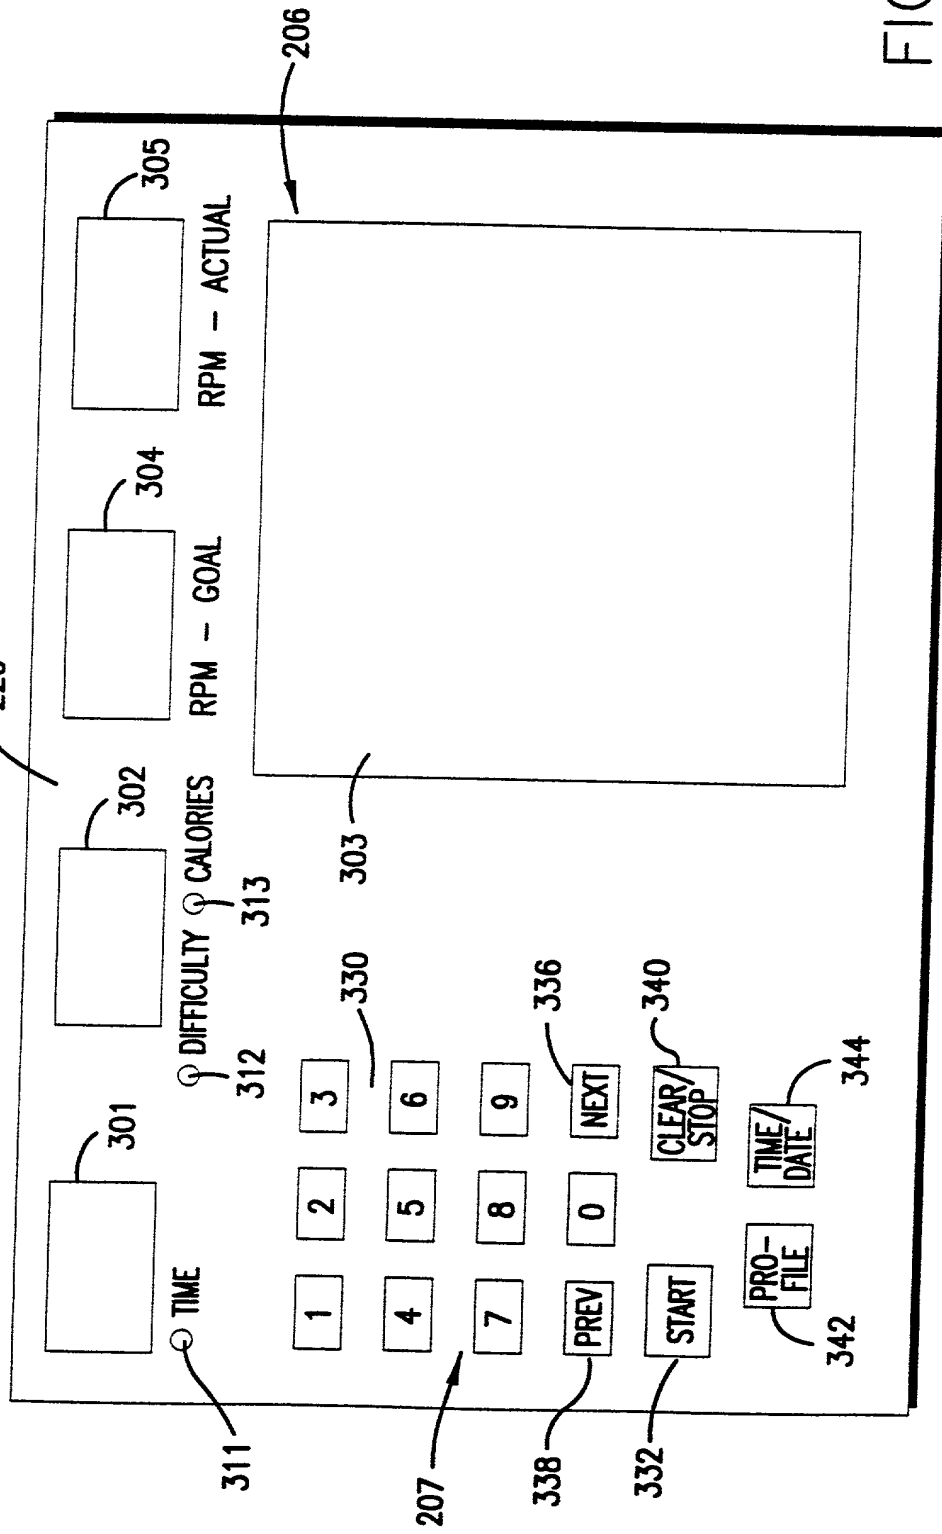 301
302
304
305
311
TIME
312
DIFFICULTY
313
CALORIES
RPM – GOAL
RPM – ACTUAL
206
207
1 2 3
330
4 5 6
7 8 9
303
338
PREV 0 NEXT
336
332
START
CLEAR/
STOP
340
342
PRO–
FILE
TIME/
DATE
344